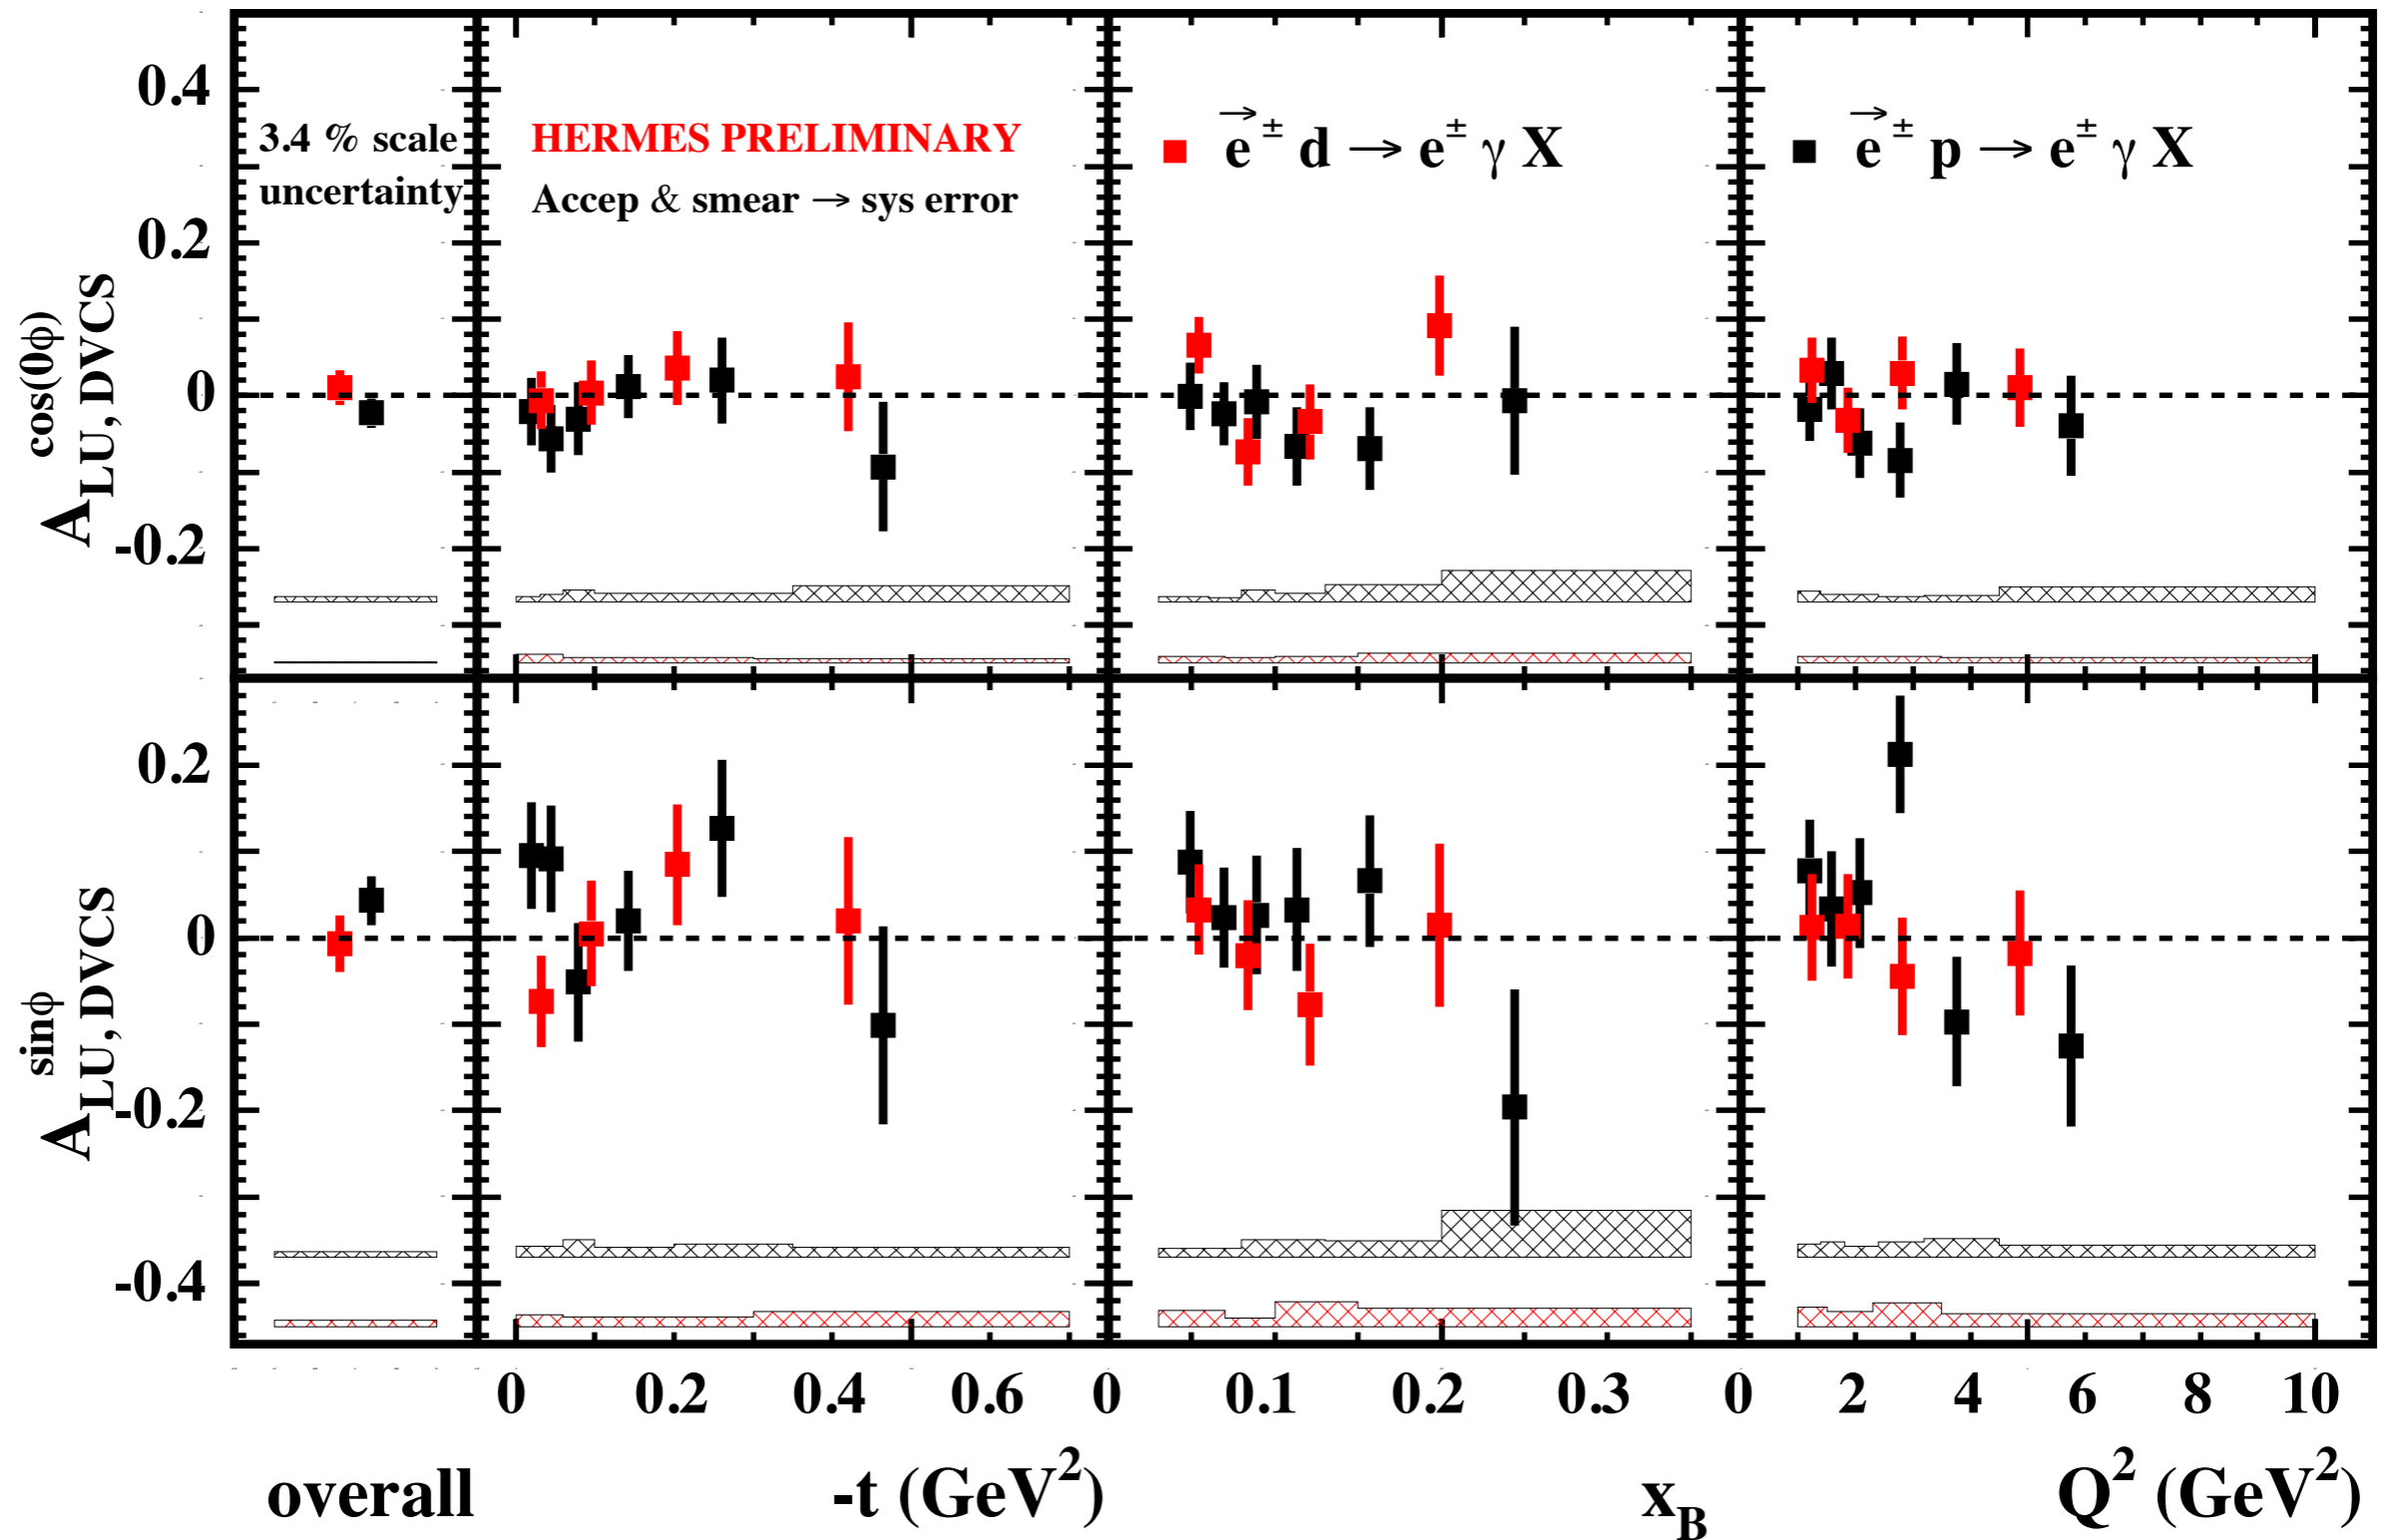 0.4
3.4 % scale
uncertainty
HERMES PRELIMINARY
Accep & smear → sys error
e⃗ ± d → e± γ X
e⃗ ± p → e± γ X
0.2
0
-0.2
A cos(0ϕ) LU, DVCS
0.2
0
-0.2
-0.4
A sinϕ LU, DVCS
0 0.2 0.4 0.6 0 0.1 0.2 0.3 0 2 4 6 8 10
overall -t (GeV²) x_B Q² (GeV²)